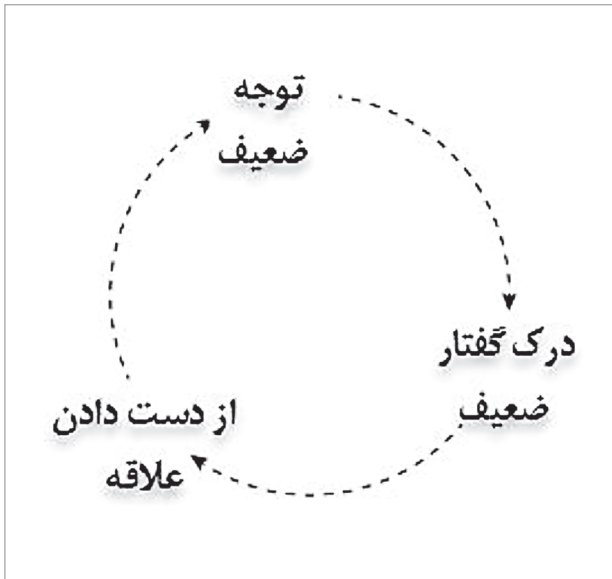 توجه
ضعیف
درک گفتار
ضعیف
از دست دادن
علاقه